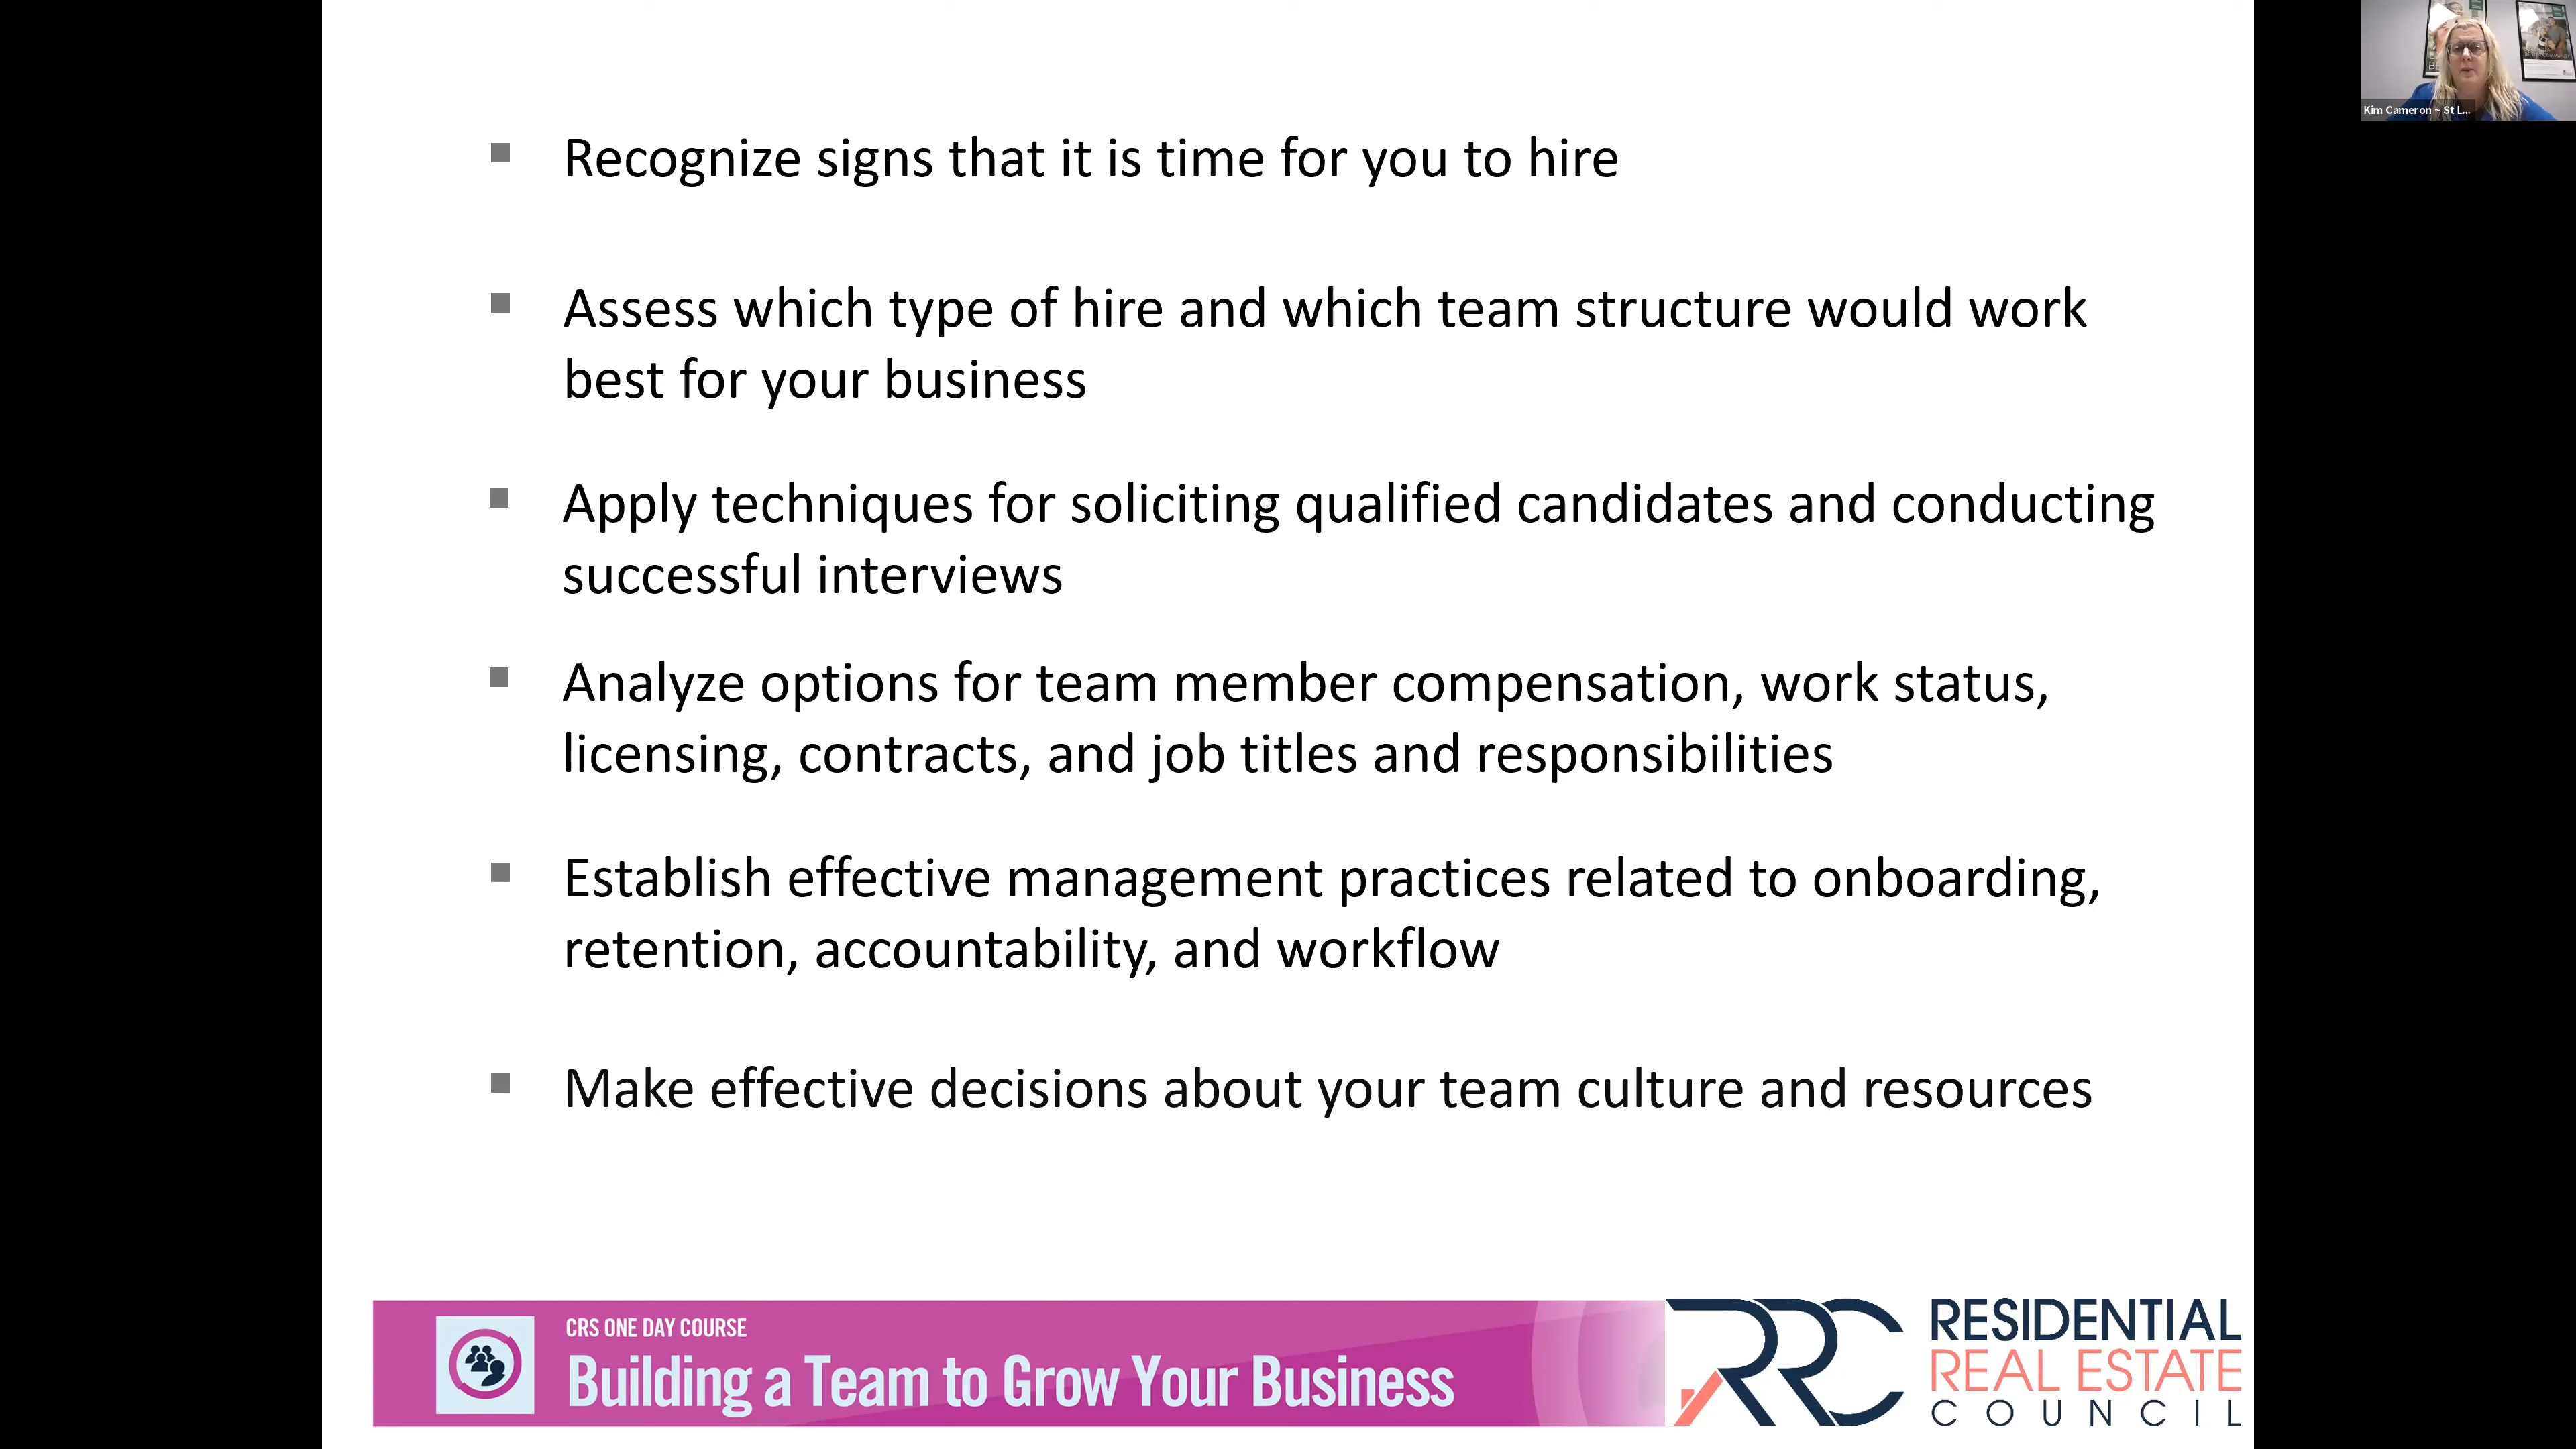 Kim Cameron ~ St L...
▪ Recognize signs that it is time for you to hire
▪ Assess which type of hire and which team structure would work
best for your business
▪ Apply techniques for soliciting qualified candidates and conducting
successful interviews
▪ Analyze options for team member compensation, work status,
licensing, contracts, and job titles and responsibilities
▪ Establish effective management practices related to onboarding,
retention, accountability, and workflow
▪ Make effective decisions about your team culture and resources
CRS ONE DAY COURSE
Building a Team to Grow Your Business
RRC
RESIDENTIAL
REAL ESTATE
COUNCIL